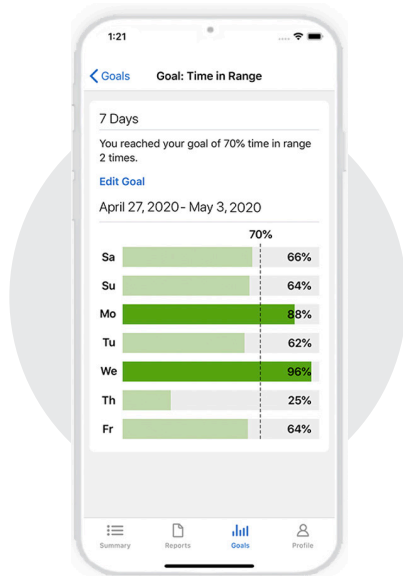 1:21
Goals
Goal: Time in Range
7 Days
You reached your goal of 70% time in range
2 times.
Edit Goal
April 27, 2020- May 3, 2020
70%
Sa 66%
Su 64%
Mo 88%
Tu 62%
We 96%
Th 25%
Fr 64%
Summary Reports Goals Profile